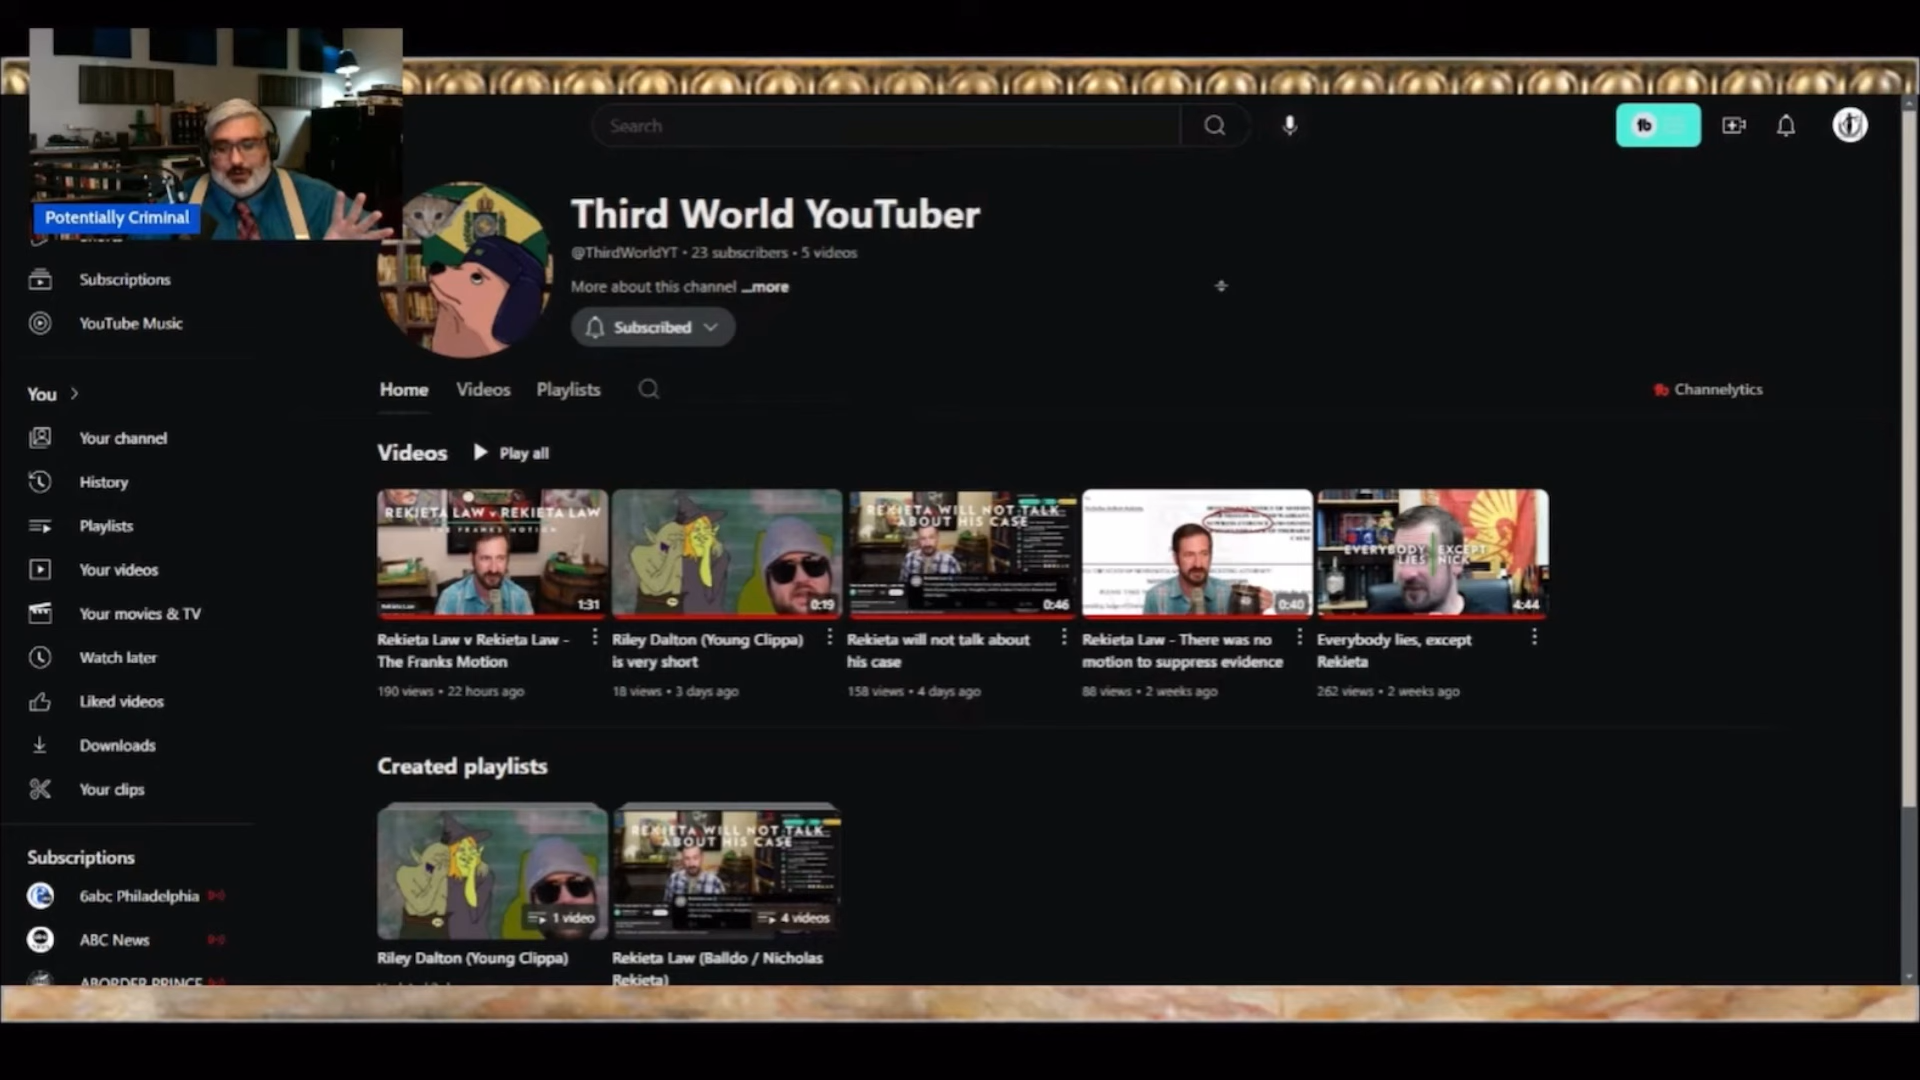 Potentially Criminal
Search
fb
Third World YouTuber
@ThirdWorldYT • 23 subscribers • 5 videos
More about this channel ...more
Subscribed
Subscriptions
YouTube Music
You
Your channel
History
Playlists
Your videos
Your movies & TV
Watch later
Liked videos
Downloads
Your clips
Subscriptions
6abc Philadelphia
ABC News
ABORDER PRINCE
Home Videos Playlists
Channelytics
Videos Play all
REKIETA LAW v REKIETA LAW
THE FRANKS MOTION
Rekieta Law
1:31
Rekieta Law v Rekieta Law -
The Franks Motion
190 views • 22 hours ago
0:19
Riley Dalton (Young Clippa)
is very short
18 views • 3 days ago
REKIETA WILL NOT TALK
ABOUT HIS CASE
0:46
Rekieta will not talk about
his case
158 views • 4 days ago
0:40
Rekieta Law - There was no
motion to suppress evidence
88 views • 2 weeks ago
EVERYBODY EXCEPT
LIES NICK
4:44
Everybody lies, except
Rekieta
262 views • 2 weeks ago
Created playlists
1 video
Riley Dalton (Young Clippa)
REKIETA WILL NOT TALK
ABOUT HIS CASE
4 videos
Rekieta Law (Balldo / Nicholas
Rekieta)